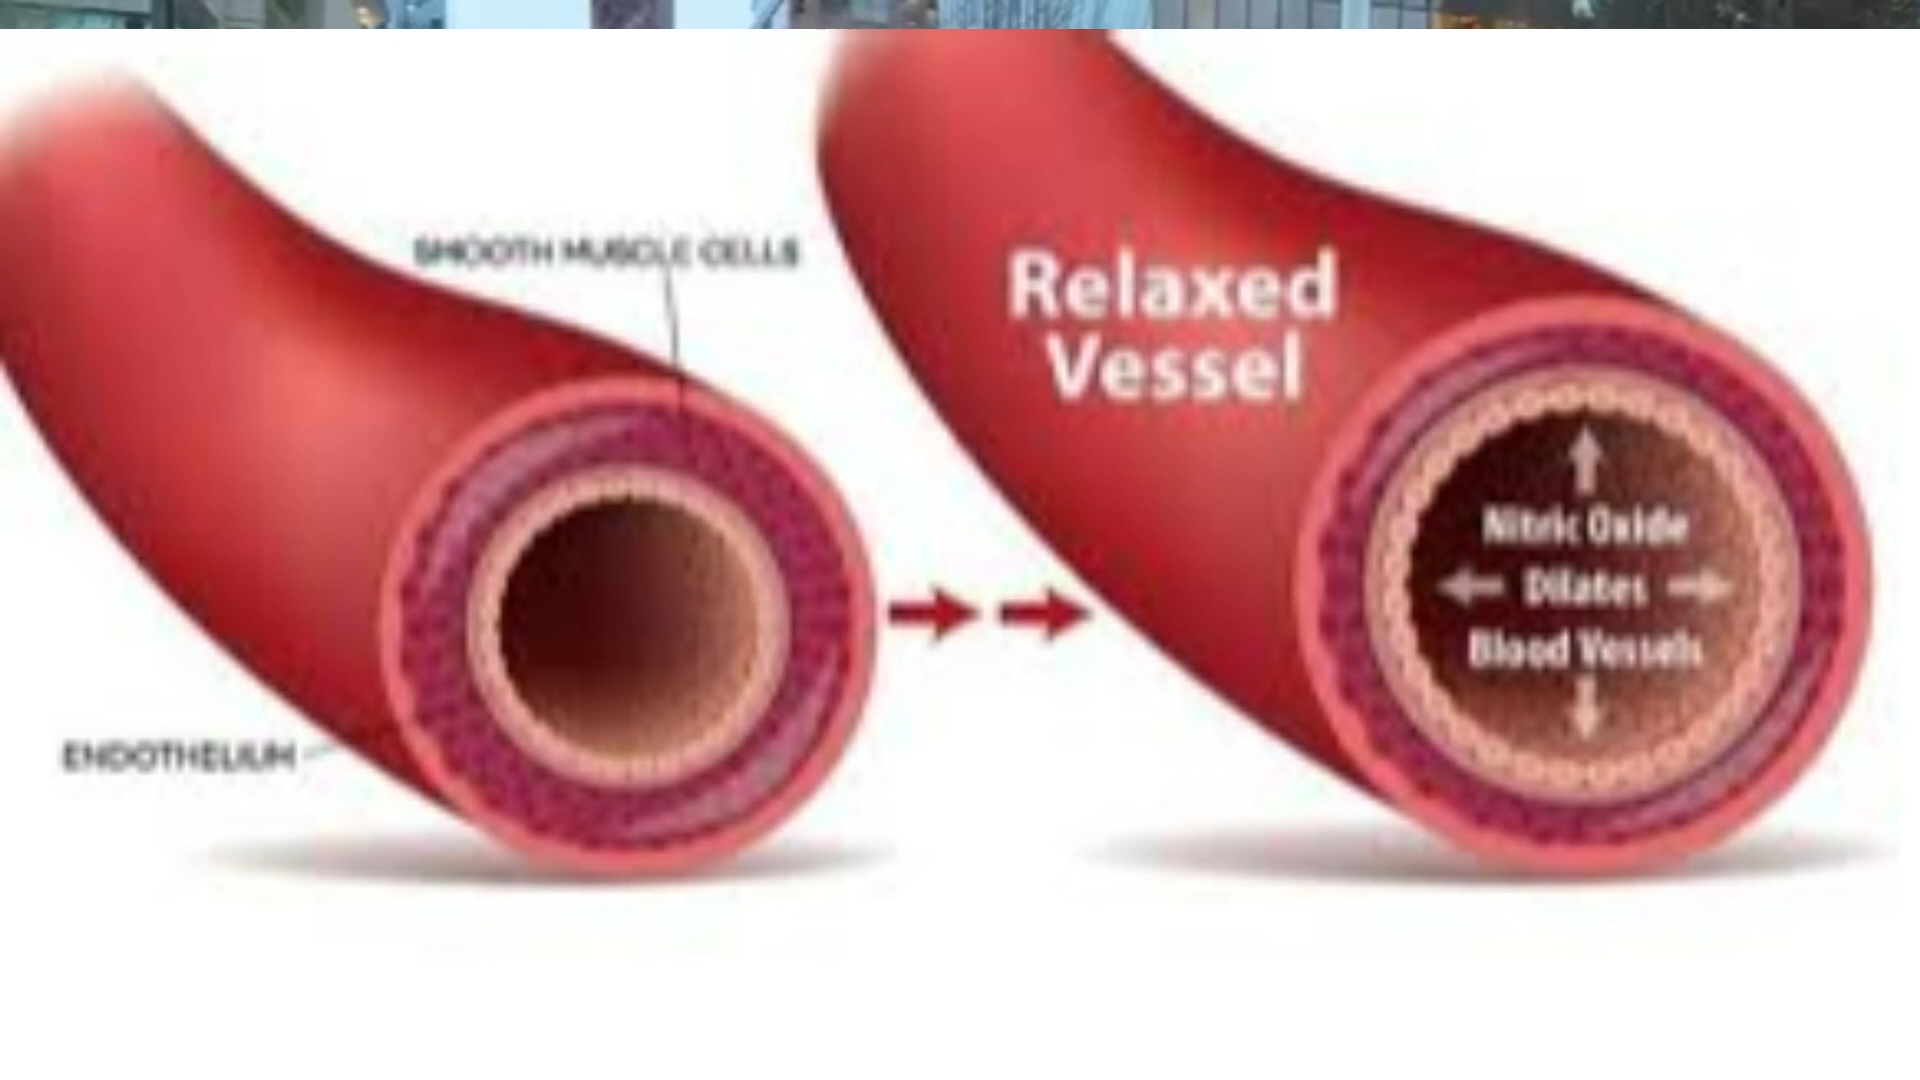 SMOOTH MUSCLE CELLS
ENDOTHELIUM
Relaxed
Vessel
Nitric Oxide
Dilates
Blood Vessels